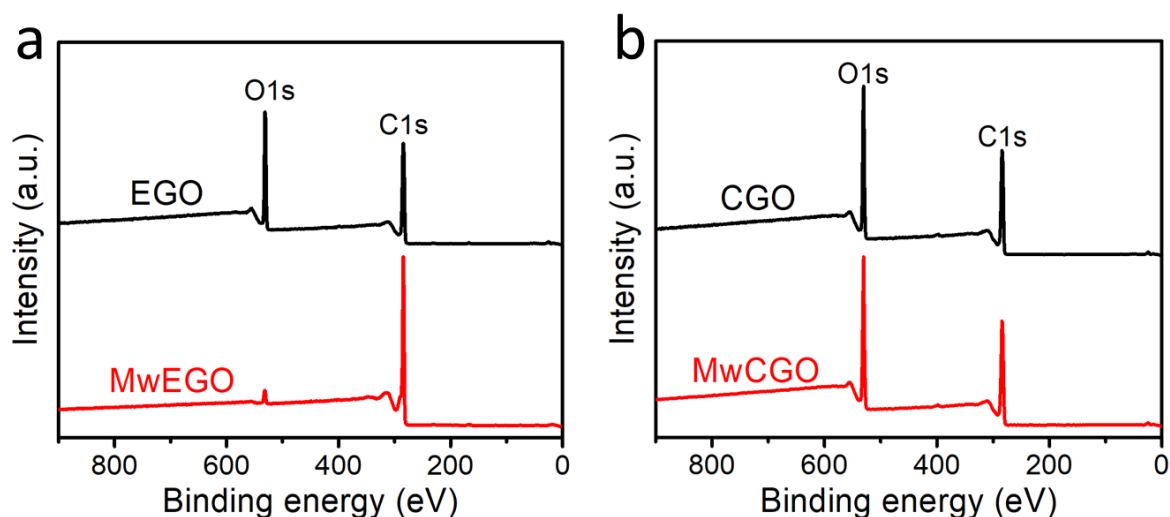 a
O1s
C1s
EGO
MwEGO
Intensity (a.u.)
800 600 400 200 0
Binding energy (eV)
b
O1s
C1s
CGO
MwCGO
Intensity (a.u.)
800 600 400 200 0
Binding energy (eV)